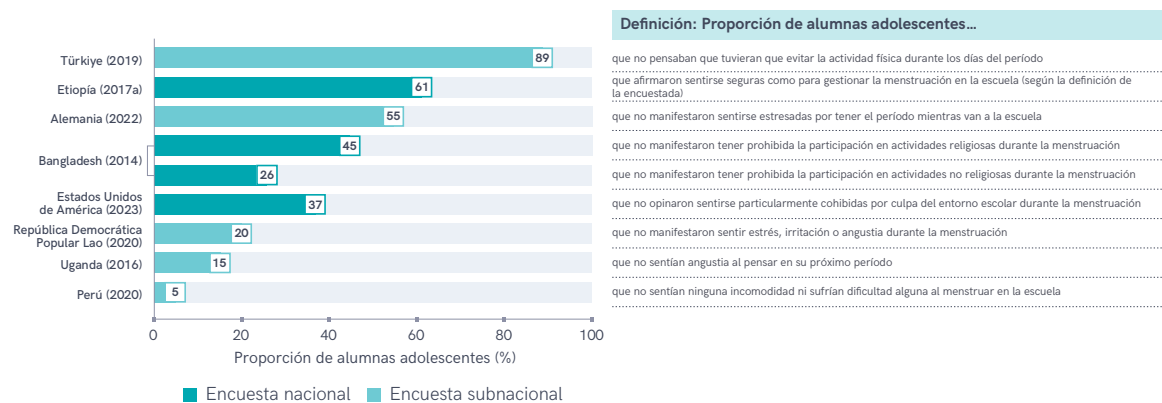 Definición: Proporción de alumnas adolescentes...
Türkiye (2019)
89
que no pensaban que tuvieran que evitar la actividad física durante los días del período
Etiopía (2017a)
61
que afirmaron sentirse seguras como para gestionar la menstruación en la escuela (según la definición de
la encuestada)
Alemania (2022)
55
que no manifestaron sentirse estresadas por tener el período mientras van a la escuela
Bangladesh (2014)
45
que no manifestaron tener prohibida la participación en actividades religiosas durante la menstruación
26
que no manifestaron tener prohibida la participación en actividades no religiosas durante la menstruación
Estados Unidos
de América (2023)
37
que no opinaron sentirse particularmente cohibidas por culpa del entorno escolar durante la menstruación
República Democrática
Popular Lao (2020)
20
que no manifestaron sentir estrés, irritación o angustia durante la menstruación
Uganda (2016)
15
que no sentían angustia al pensar en su próximo período
Perú (2020)
5
que no sentían ninguna incomodidad ni sufrían dificultad alguna al menstruar en la escuela
0 20 40 60 80 100
Proporción de alumnas adolescentes (%)
Encuesta nacional Encuesta subnacional